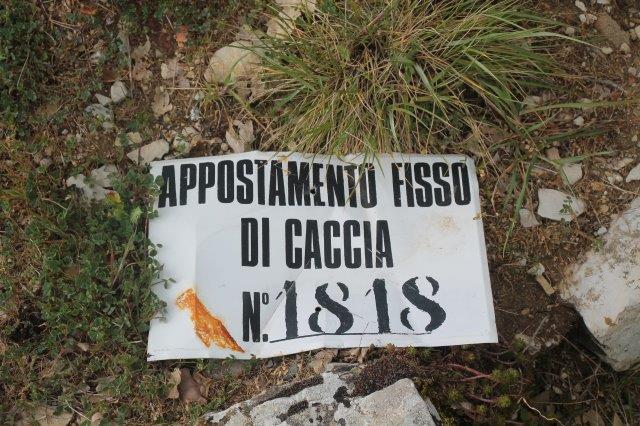 APPOSTAMENTO FISSO
DI CACCIA
N.° 1818